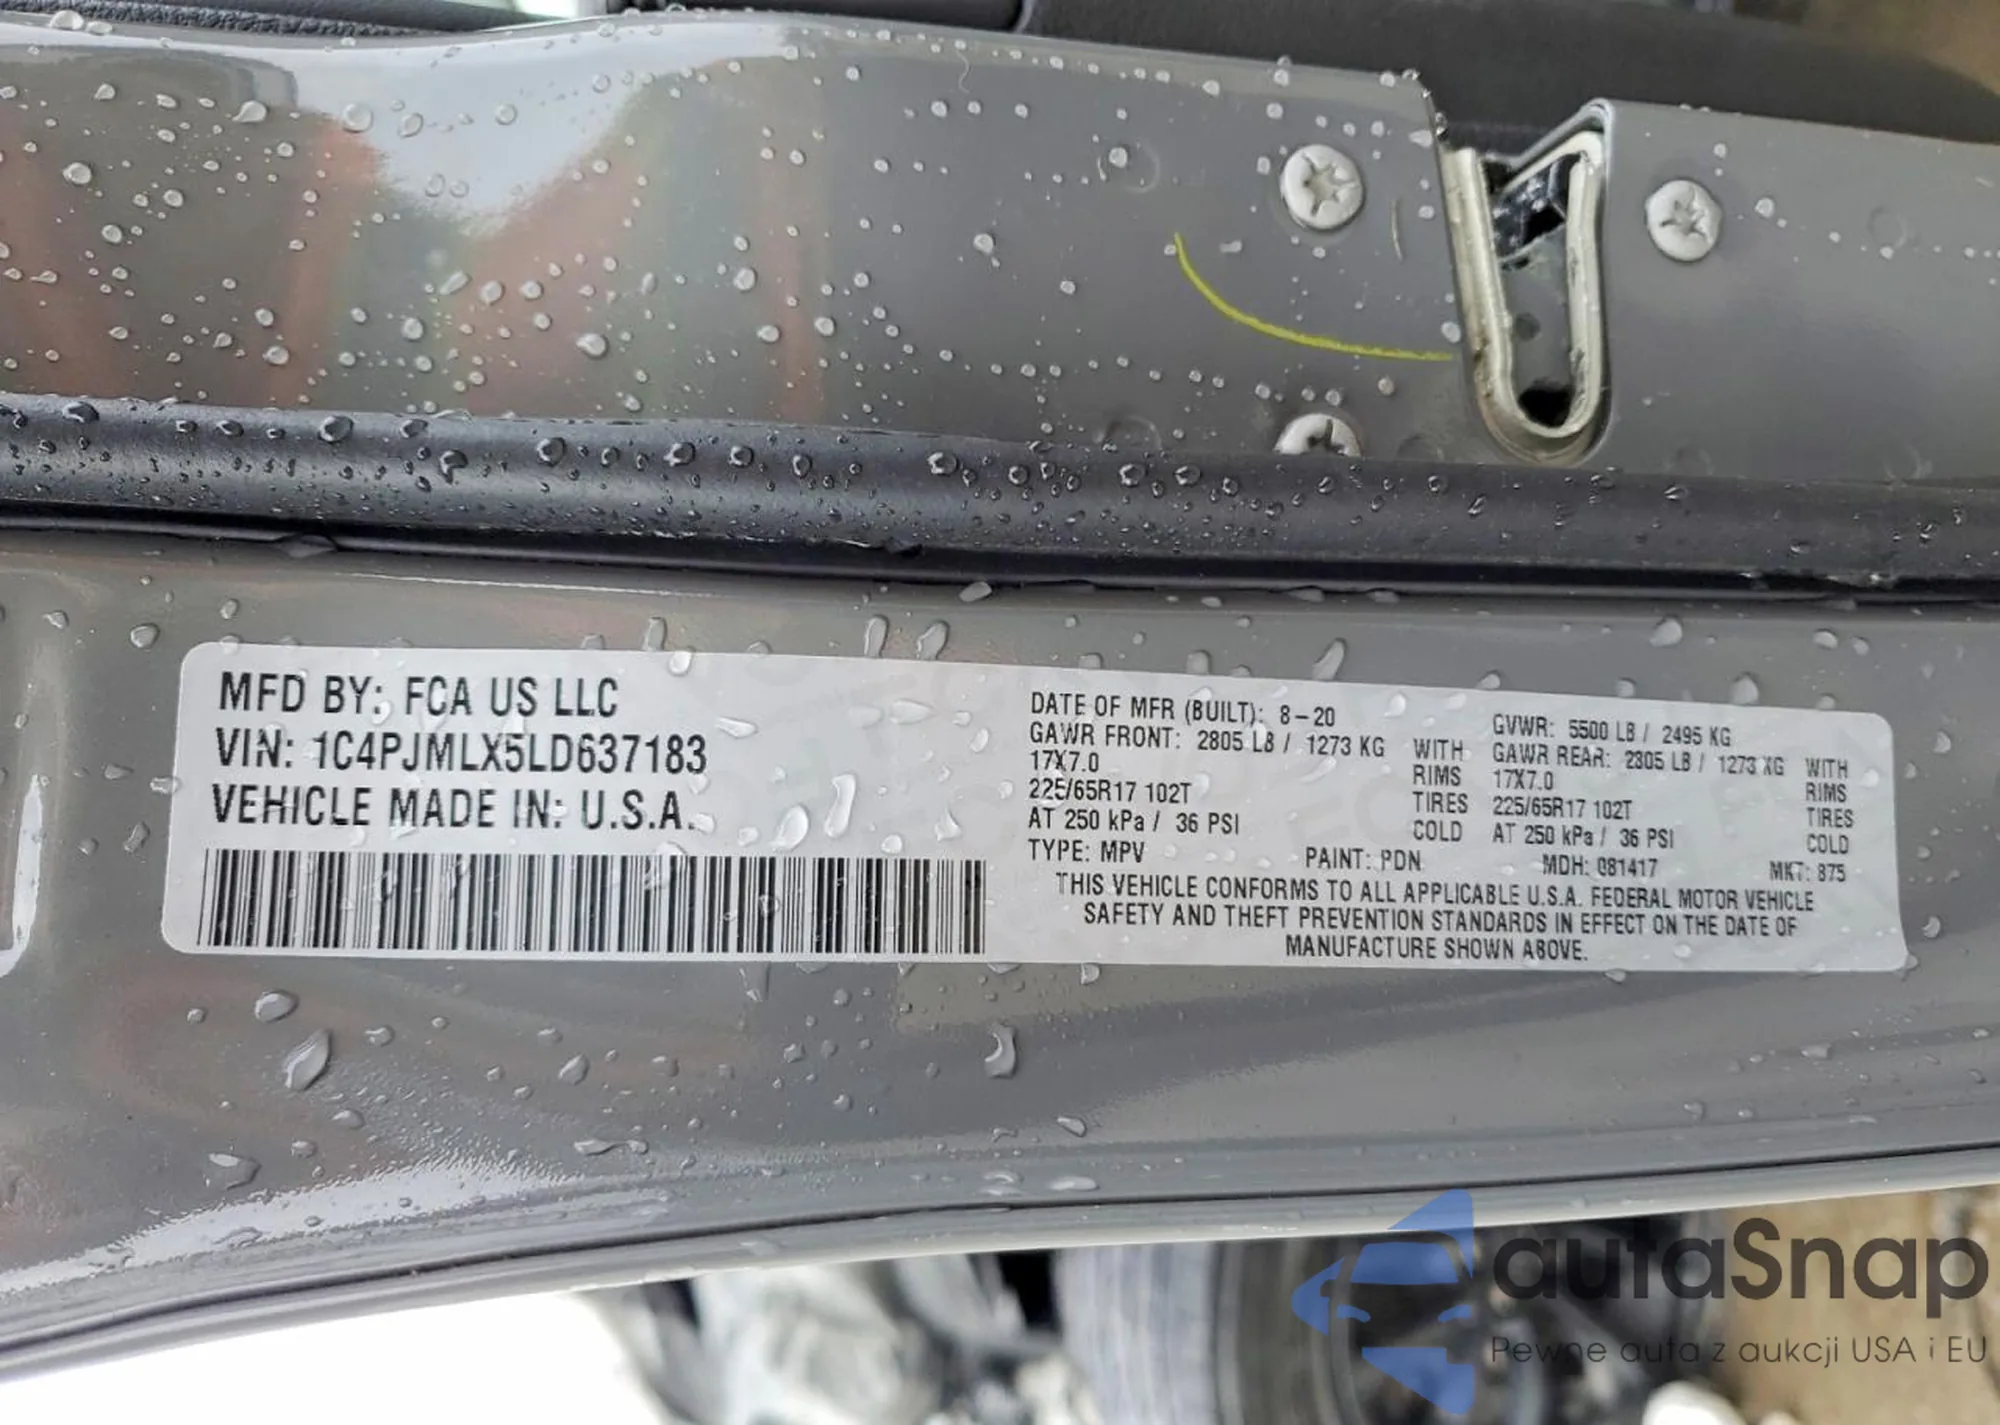 MFD BY: FCA US LLC
VIN: 1C4PJMLX5LD637183
VEHICLE MADE IN: U.S.A.
DATE OF MFR (BUILT): 8-20 GVWR: 5500 LB / 2495 KG
GAWR FRONT: 2805 LB / 1273 KG WITH GAWR REAR: 2805 LB / 1273 KG WITH
17X7.0 RIMS 17X7.0 RIMS
225/65R17 102T TIRES 225/65R17 102T TIRES
AT 250 kPa / 36 PSI COLD AT 250 kPa / 36 PSI COLD
TYPE: MPV PAINT: PDN MDH: 081417 MKT: 875
THIS VEHICLE CONFORMS TO ALL APPLICABLE U.S.A. FEDERAL MOTOR VEHICLE
SAFETY AND THEFT PREVENTION STANDARDS IN EFFECT ON THE DATE OF
MANUFACTURE SHOWN ABOVE.
autaSnap
Pewne auta z aukcji USA i EU